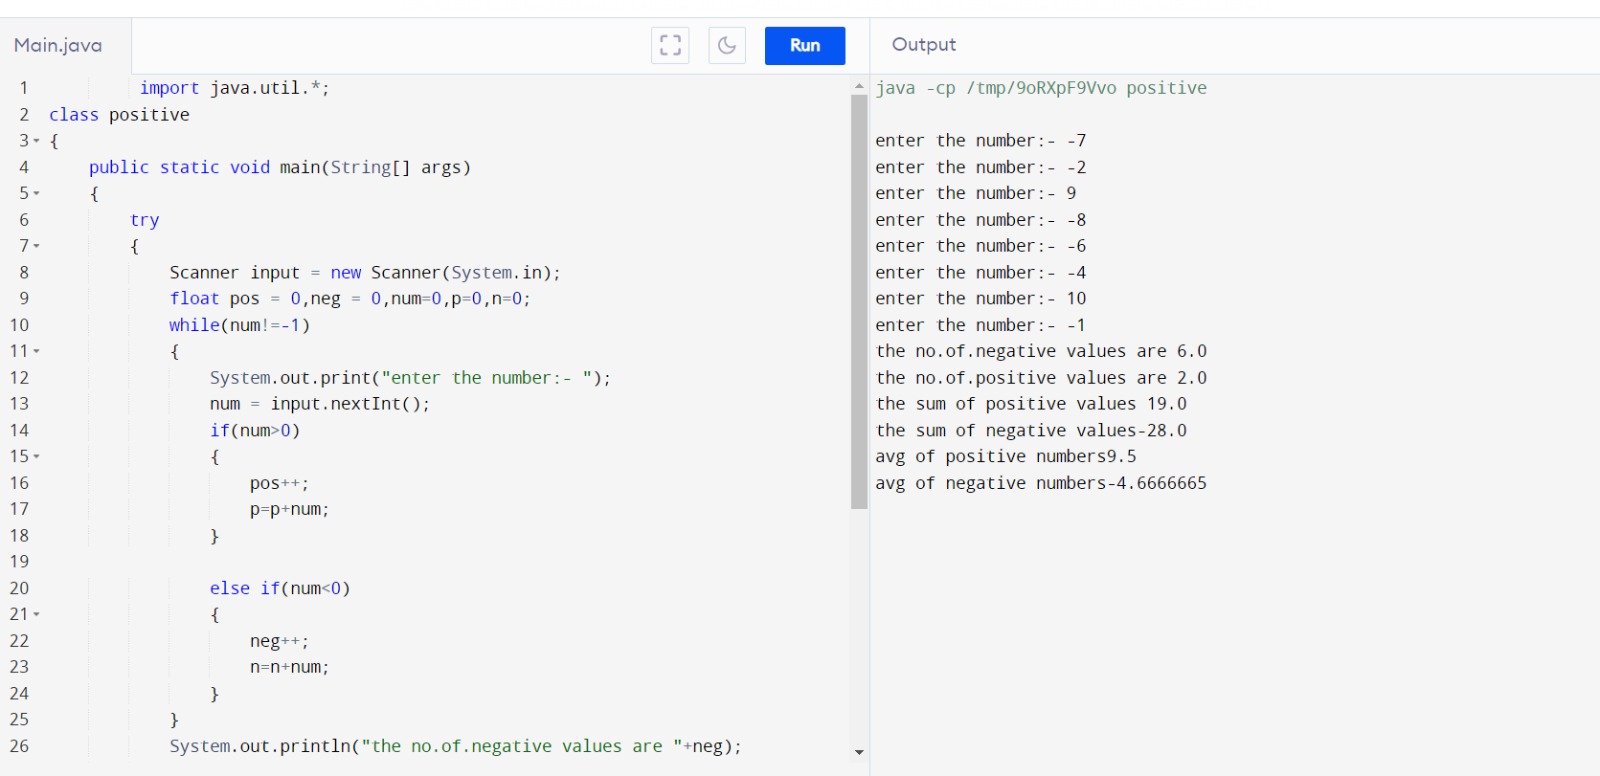 Main.java
Run
1 import java.util.*;
2 class positive
3 {
4 public static void main(String[] args)
5 {
6 try
7 {
8 Scanner input = new Scanner(System.in);
9 float pos = 0,neg = 0,num=0,p=0,n=0;
10 while(num!=-1)
11 {
12 System.out.print("enter the number:- ");
13 num = input.nextInt();
14 if(num>0)
15 {
16 pos++;
17 p=p+num;
18 }
19
20 else if(num<0)
21 {
22 neg++;
23 n=n+num;
24 }
25 }
26 System.out.println("the no.of.negative values are "+neg);
Output
java -cp /tmp/9oRXpF9Vvo positive
enter the number:- -7
enter the number:- -2
enter the number:- 9
enter the number:- -8
enter the number:- -6
enter the number:- -4
enter the number:- 10
enter the number:- -1
the no.of.negative values are 6.0
the no.of.positive values are 2.0
the sum of positive values 19.0
the sum of negative values-28.0
avg of positive numbers9.5
avg of negative numbers-4.6666665